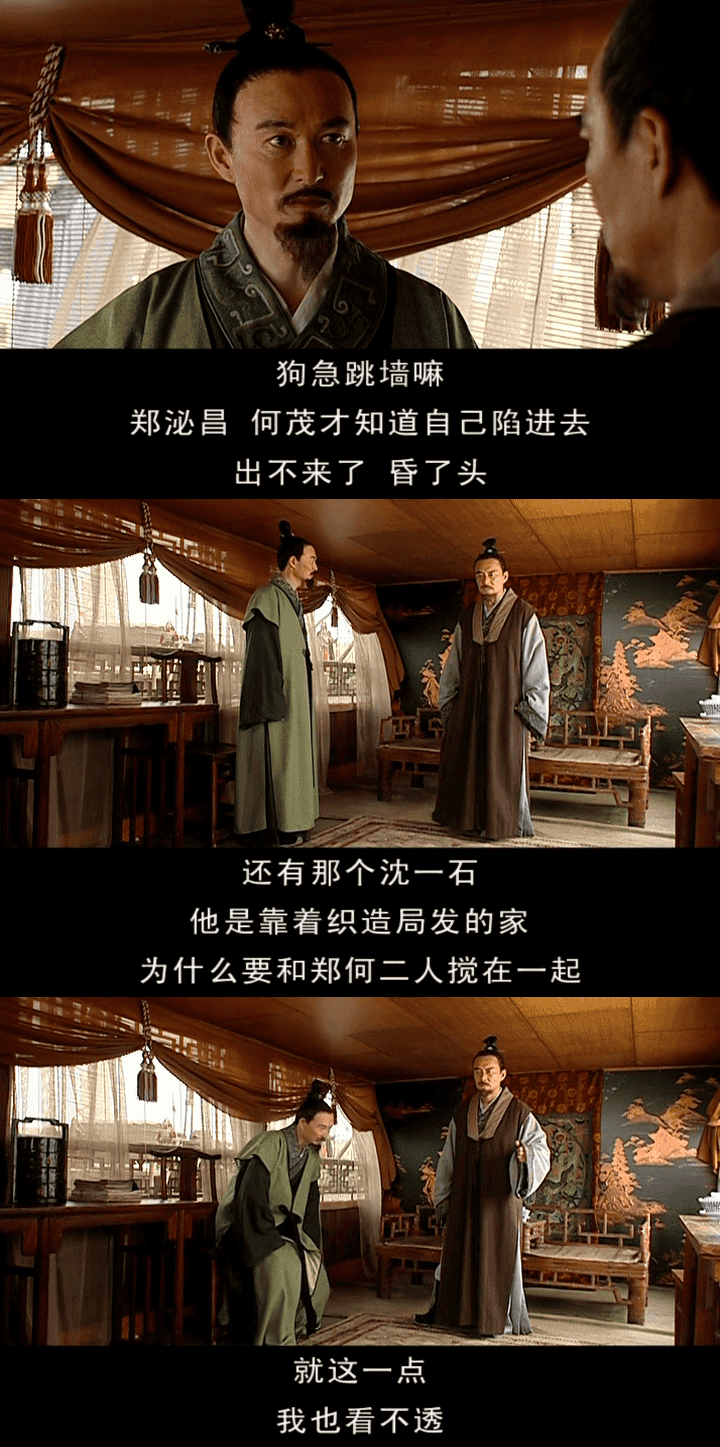 狗急跳墙嘛
郑泌昌 何茂才知道自己陷进去
出不来了 昏了头
还有那个沈一石
他是靠着织造局发的家
为什么要和郑何二人搅在一起
就这一点
我也看不透